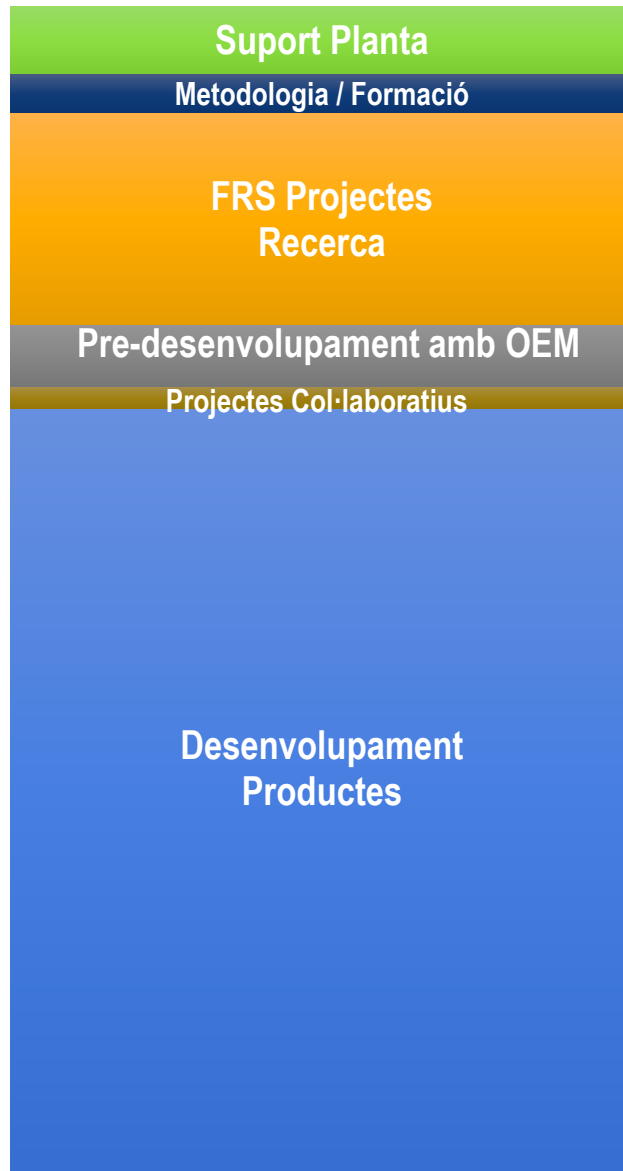 Suport Planta
Metodologia / Formació
FRS Projectes
Recerca
Pre-desenvolupament amb OEM
Projectes Col·laboratius
Desenvolupament
Productes